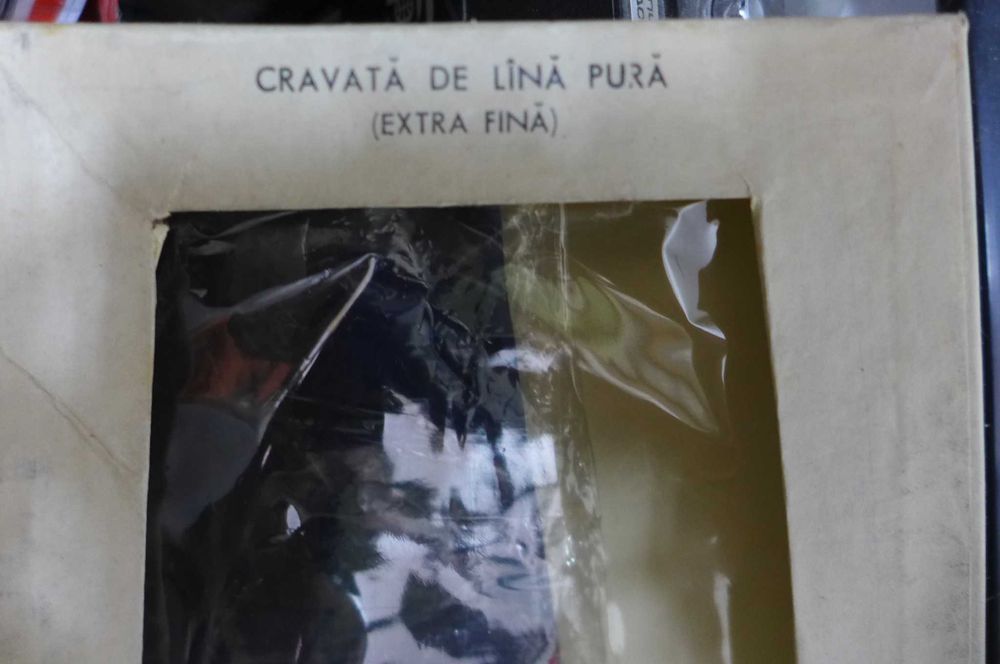 CRAVATĂ DE LÎNĂ PURĂ
(EXTRA FINĂ)